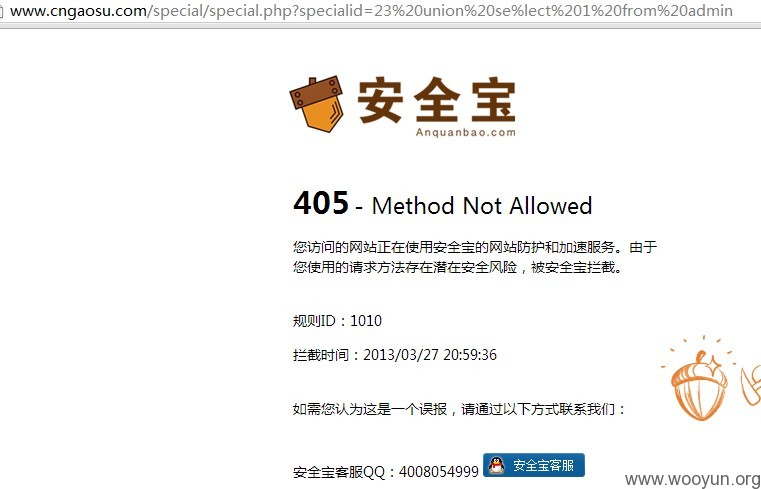 www.cngaosu.com/special/special.php?specialid=23%20union%20se%lect%201%20from%20admin
安全宝
Anquanbao.com
405 - Method Not Allowed
您访问的网站正在使用安全宝的网站防护和加速服务。由于
您使用的请求方法存在潜在安全风险，被安全宝拦截。
规则ID：1010
拦截时间：2013/03/27 20:59:36
如需您认为这是一个误报，请通过以下方式联系我们：
安全宝客服QQ：4008054999 安全宝客服
www.wooyun.org